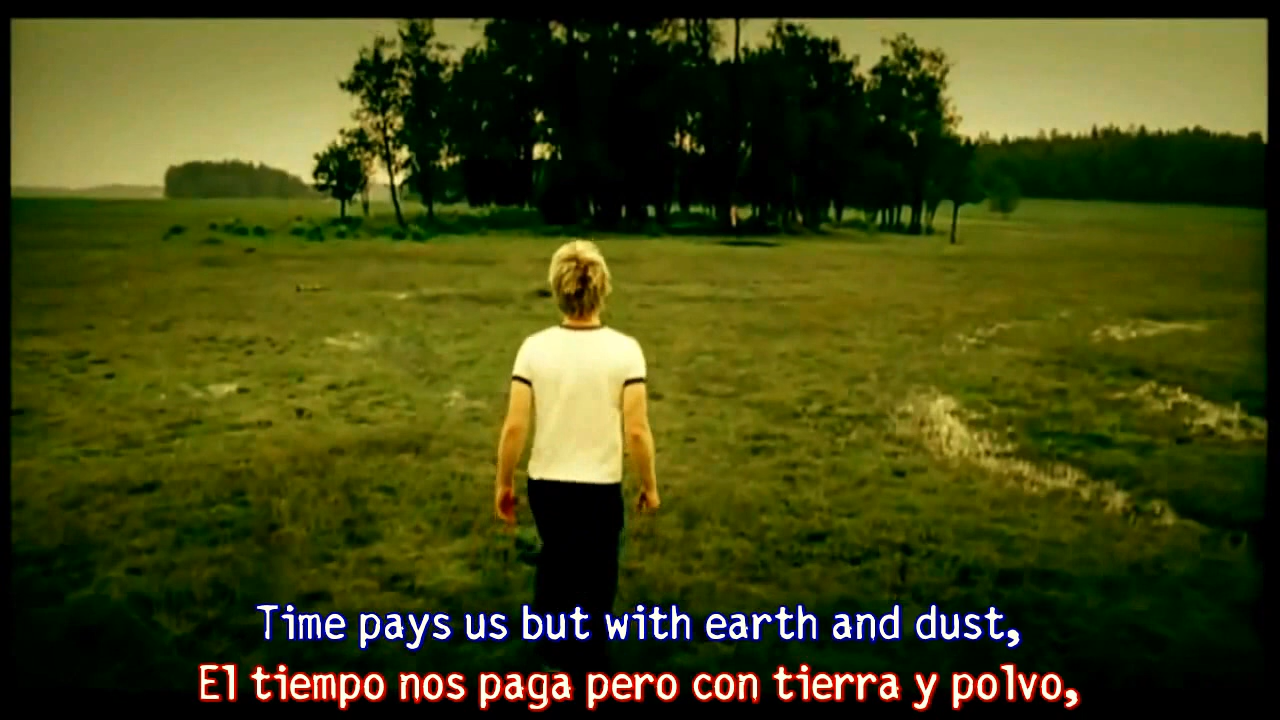 Time pays us but with earth and dust,
El tiempo nos paga pero con tierra y polvo,